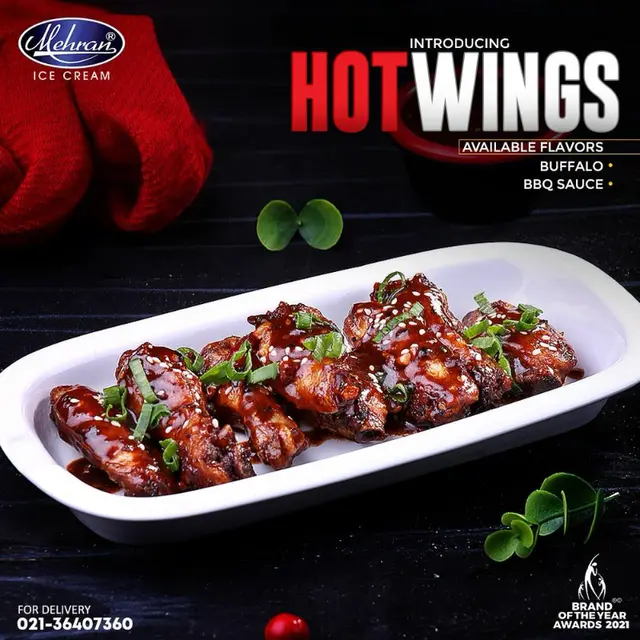 Mehran®
ICE CREAM
INTRODUCING
HOTWINGS
AVAILABLE FLAVORS
BUFFALO •
BBQ SAUCE •
FOR DELIVERY
021-36407360
BRAND
OF THE YEAR
AWARDS 2021